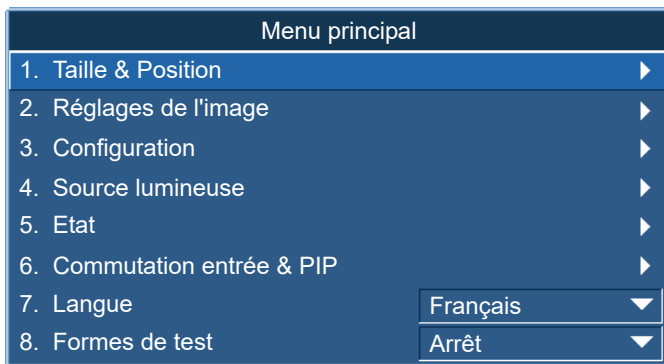 Menu principal
1. Taille & Position
2. Réglages de l'image
3. Configuration
4. Source lumineuse
5. Etat
6. Commutation entrée & PIP
7. Langue Français
8. Formes de test Arrêt